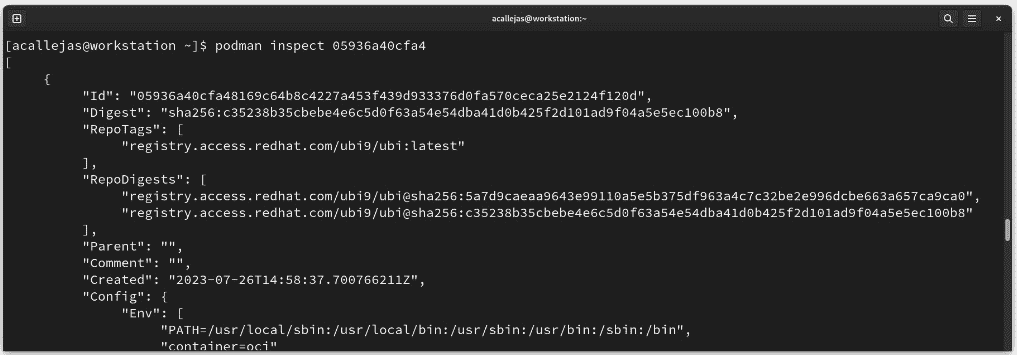 acallejas@workstation:~
[acallejas@workstation ~]$ podman inspect 05936a40cfa4
[
     {
          "Id": "05936a40cfa48169c64b8c4227a453f439d933376d0fa570ceca25e2124f120d",
          "Digest": "sha256:c35238b35cbebe4e6c5d0f63a54e54dba41d0b425f2d101ad9f04a5e5ec100b8",
          "RepoTags": [
               "registry.access.redhat.com/ubi9/ubi:latest"
          ],
          "RepoDigests": [
               "registry.access.redhat.com/ubi9/ubi@sha256:5a7d9caeaa9643e99110a5e5b375df963a4c7c32be2e996dcbe663a657ca9ca0",
               "registry.access.redhat.com/ubi9/ubi@sha256:c35238b35cbebe4e6c5d0f63a54e54dba41d0b425f2d101ad9f04a5e5ec100b8"
          ],
          "Parent": "",
          "Comment": "",
          "Created": "2023-07-26T14:58:37.700766211Z",
          "Config": {
               "Env": [
                    "PATH=/usr/local/sbin:/usr/local/bin:/usr/sbin:/usr/bin:/sbin:/bin",
                    "container=oci"